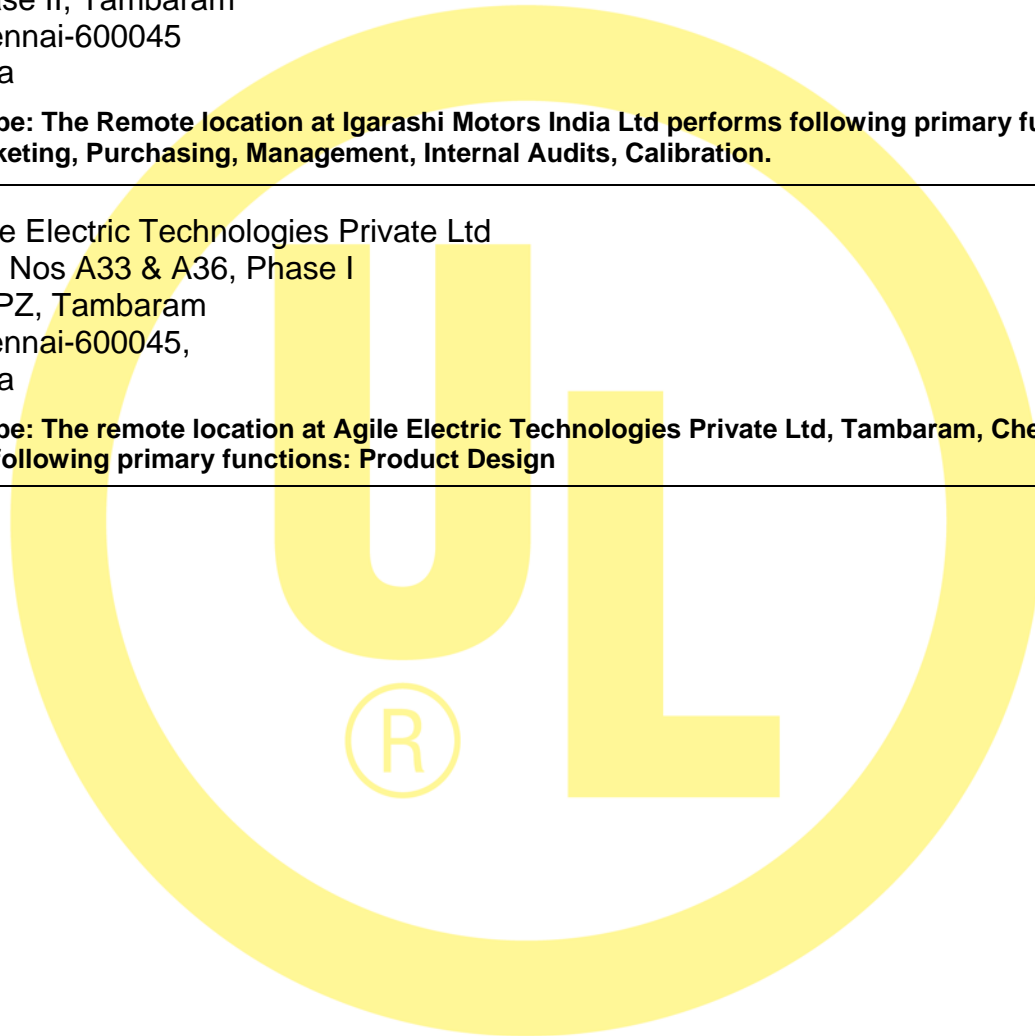 se II, Tambaram
ennai-600045
a
pe: The Remote location at Igarashi Motors India Ltd performs following primary fu
keting, Purchasing, Management, Internal Audits, Calibration.
e Electric Technologies Private Ltd
Nos A33 & A36, Phase I
PZ, Tambaram
ennai-600045,
a
pe: The remote location at Agile Electric Technologies Private Ltd, Tambaram, Che
following primary functions: Product Design
UL
®